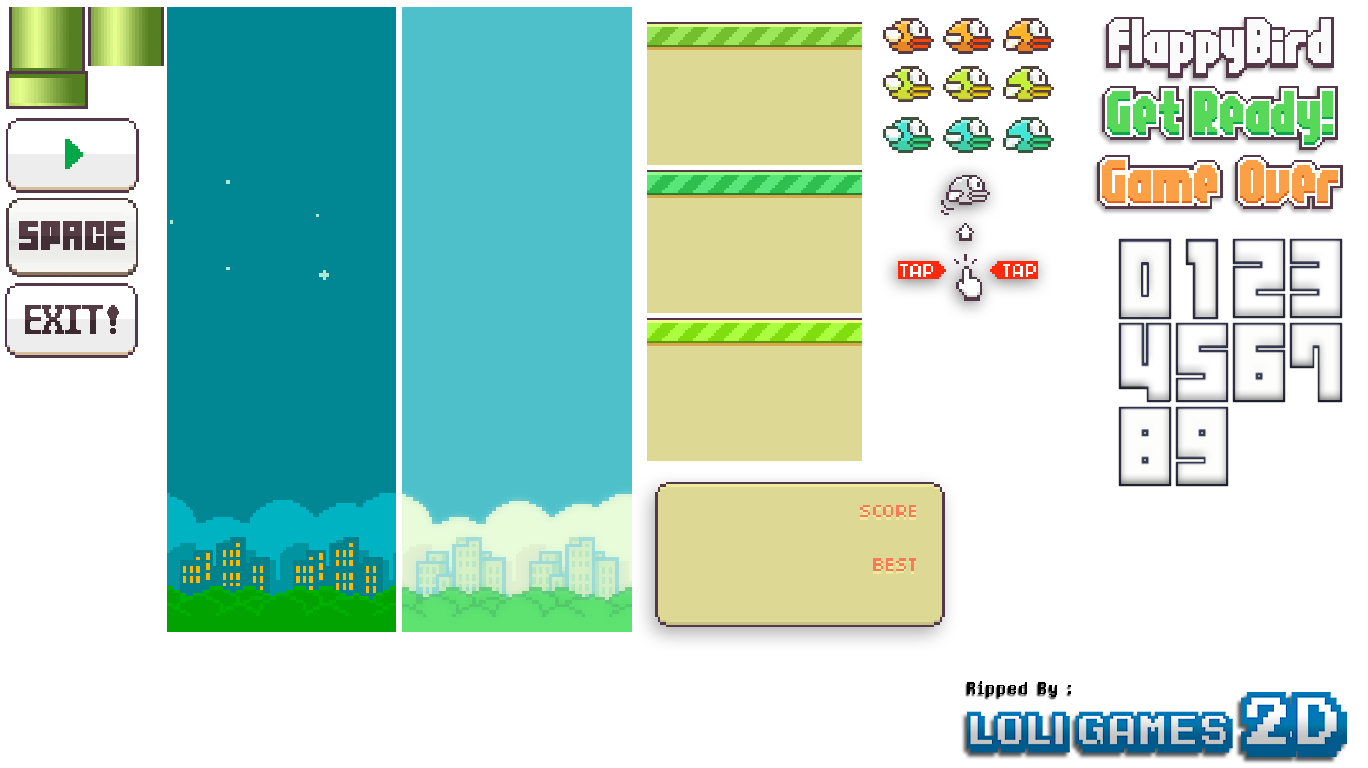 SPACE
EXIT!
SCORE
BEST
TAP TAP
FlappyBird
Get Ready!
Game Over
0123
4567
89
Ripped By ;
LOLI GAMES 2D